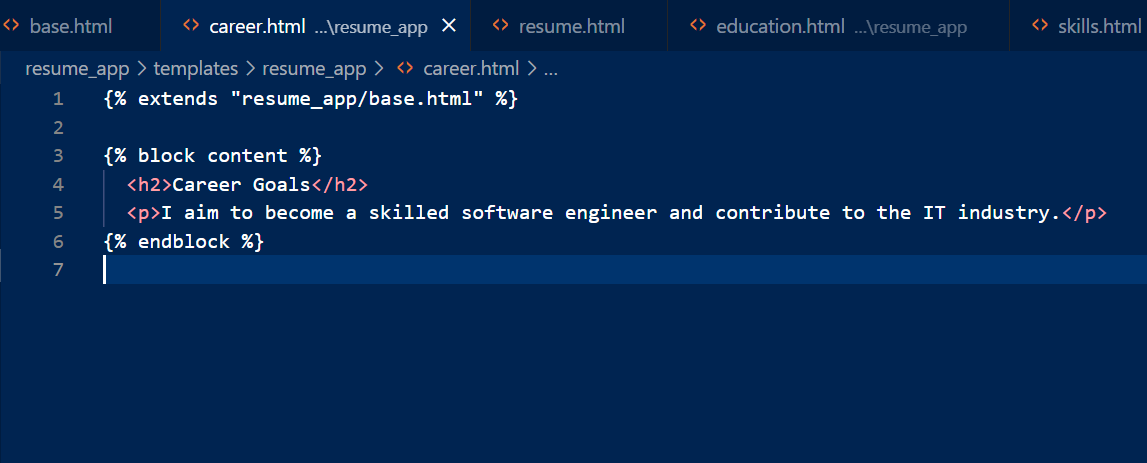 base.html career.html ...\resume_app resume.html education.html ...\resume_app skills.html
resume_app > templates > resume_app > career.html > ...
1 {% extends "resume_app/base.html" %}
2
3 {% block content %}
4 <h2>Career Goals</h2>
5 <p>I aim to become a skilled software engineer and contribute to the IT industry.</p>
6 {% endblock %}
7